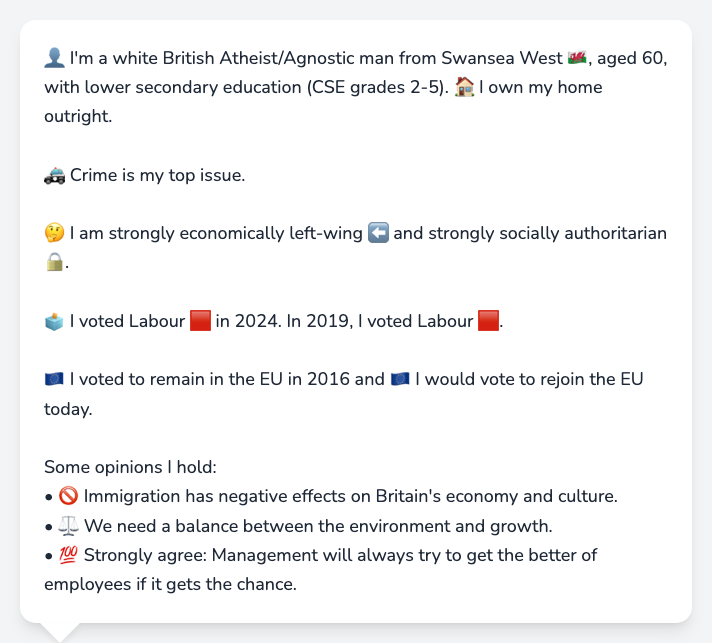 👤 I'm a white British Atheist/Agnostic man from Swansea West 🏴󠁧󠁢󠁷󠁬󠁳󠁿, aged 60,
with lower secondary education (CSE grades 2-5). 🏠 I own my home
outright.
🚓 Crime is my top issue.
🤔 I am strongly economically left-wing ⬅️ and strongly socially authoritarian
🔒.
🗳️ I voted Labour 🟥 in 2024. In 2019, I voted Labour 🟥.
🇪🇺 I voted to remain in the EU in 2016 and 🇪🇺 I would vote to rejoin the EU
today.
Some opinions I hold:
• 🚫 Immigration has negative effects on Britain's economy and culture.
• ⚖️ We need a balance between the environment and growth.
• 💯 Strongly agree: Management will always try to get the better of
employees if it gets the chance.